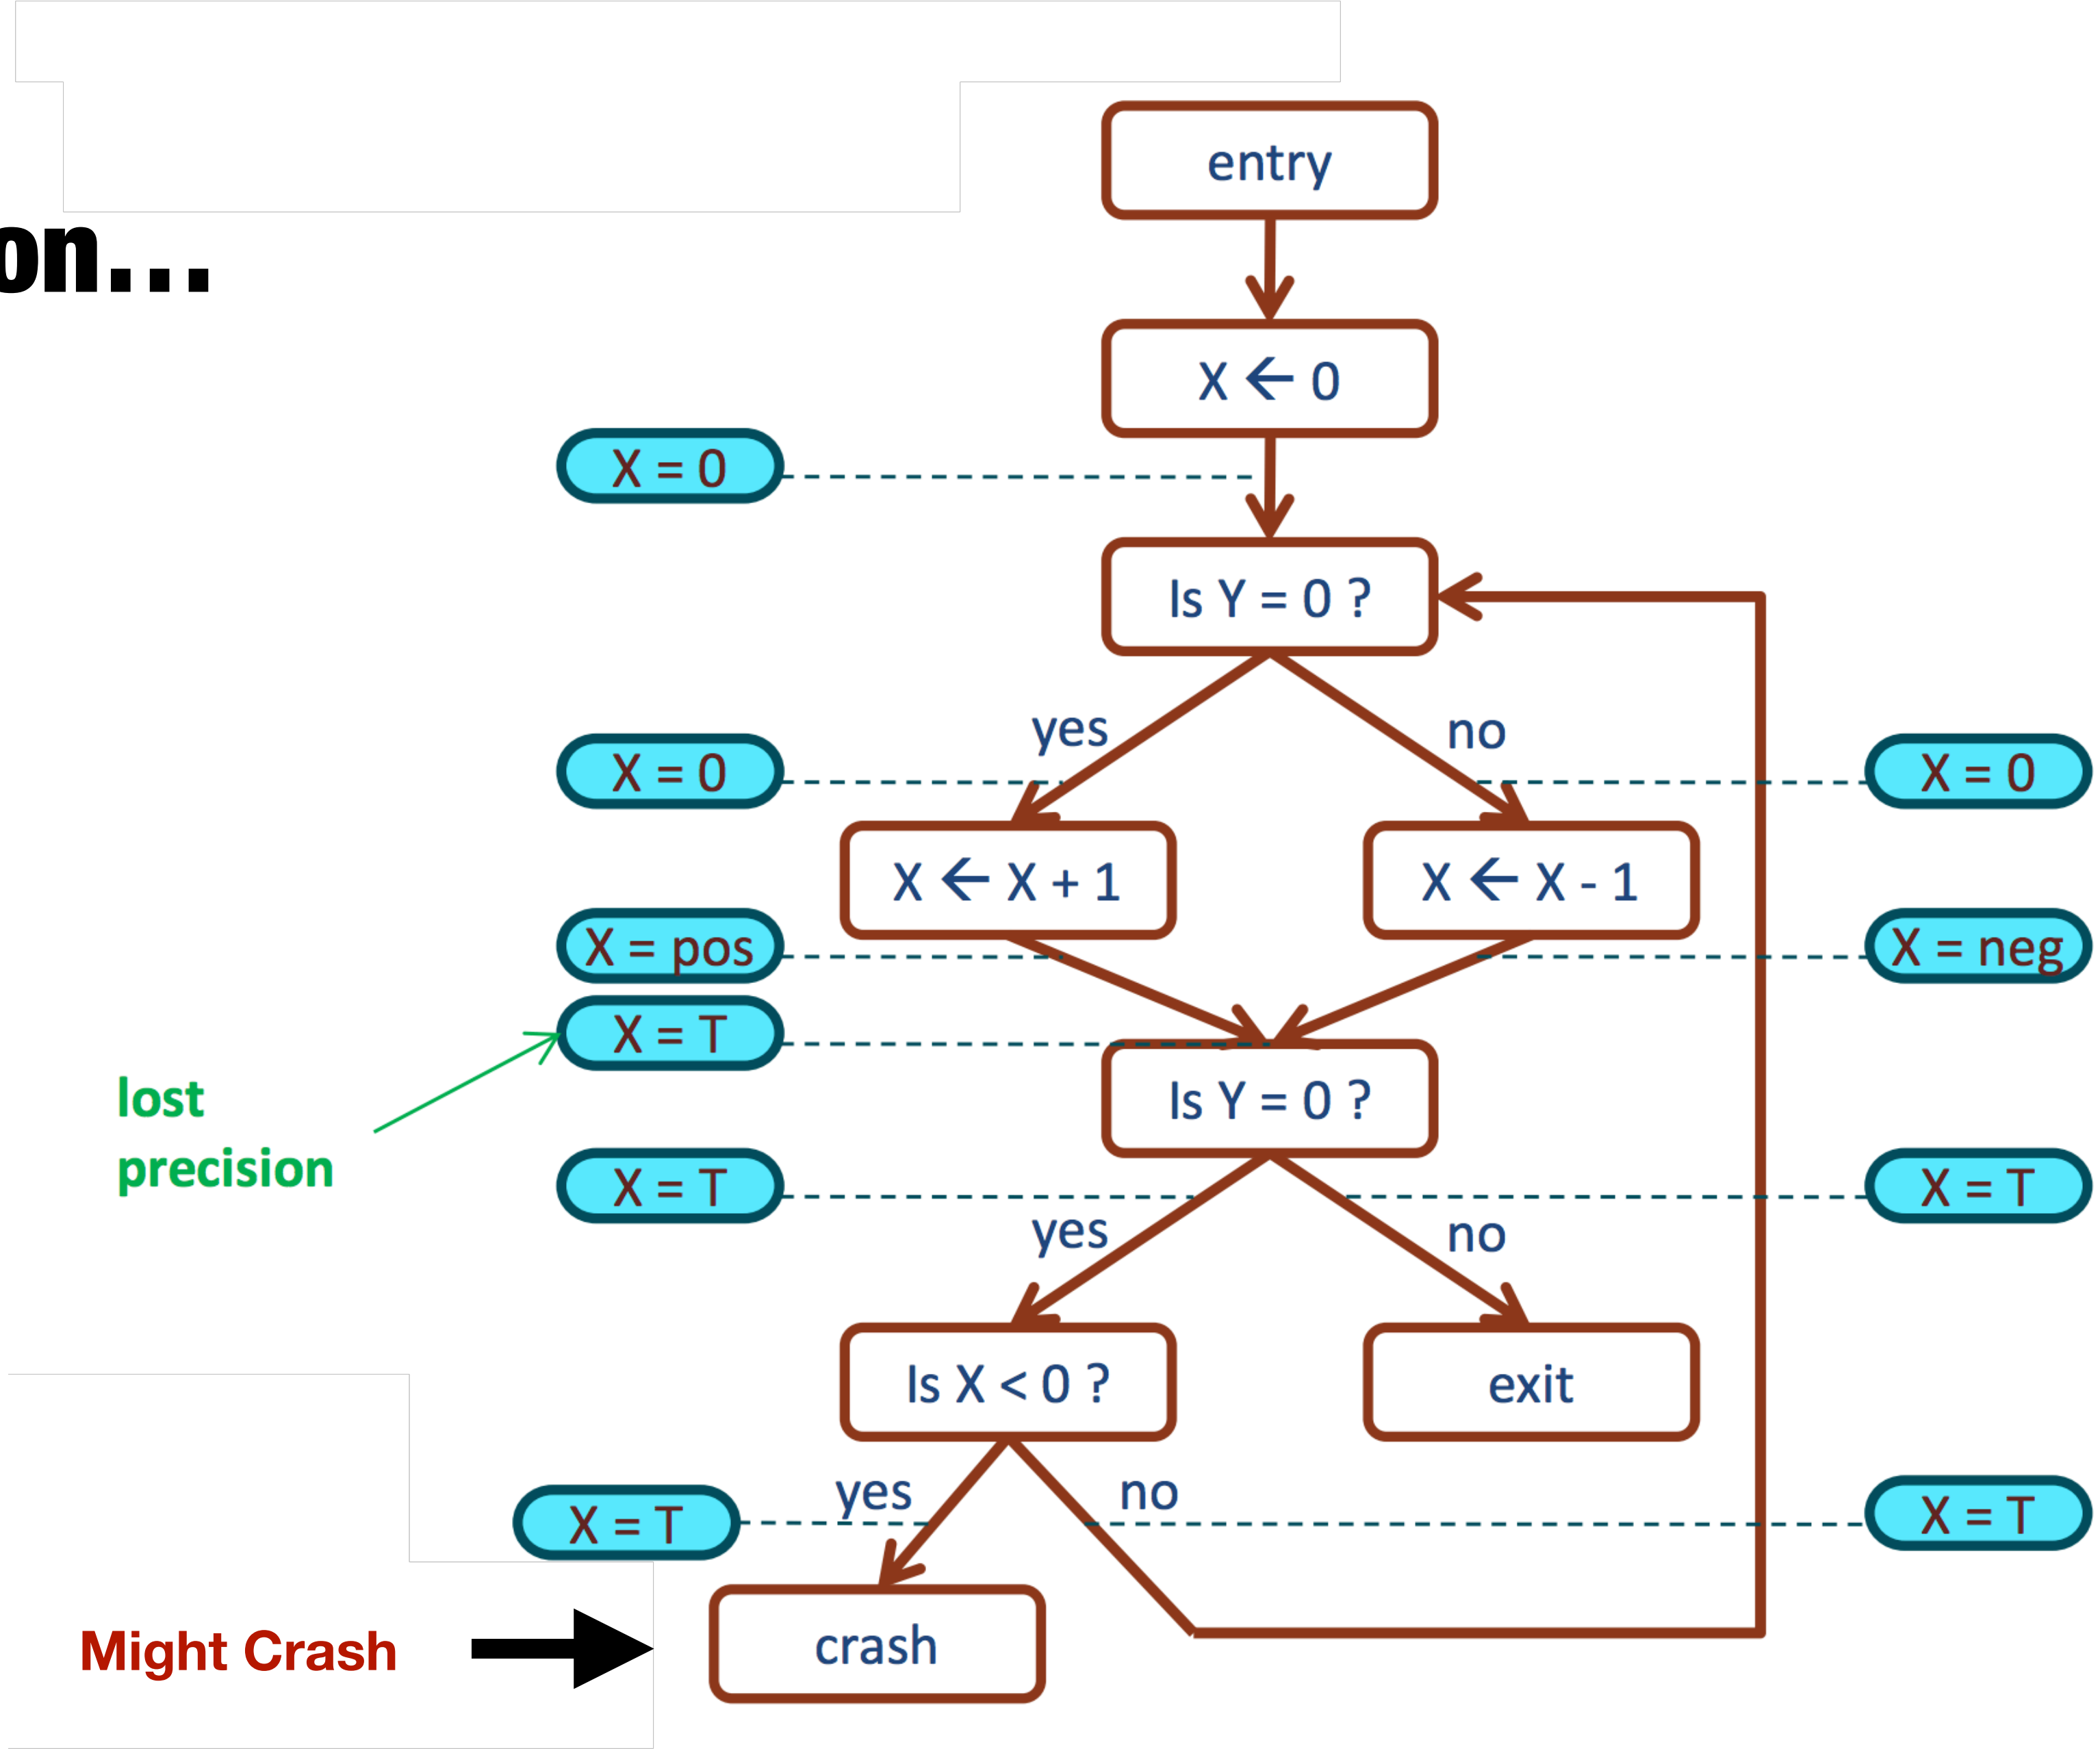 on...
entry
X ← 0
X = 0
Is Y = 0 ?
yes
no
X = 0
X = 0
X ← X + 1
X ← X - 1
X = pos
X = neg
X = T
lost
precision
Is Y = 0 ?
X = T
X = T
yes
no
Is X < 0 ?
exit
yes
no
X = T
X = T
Might Crash
crash